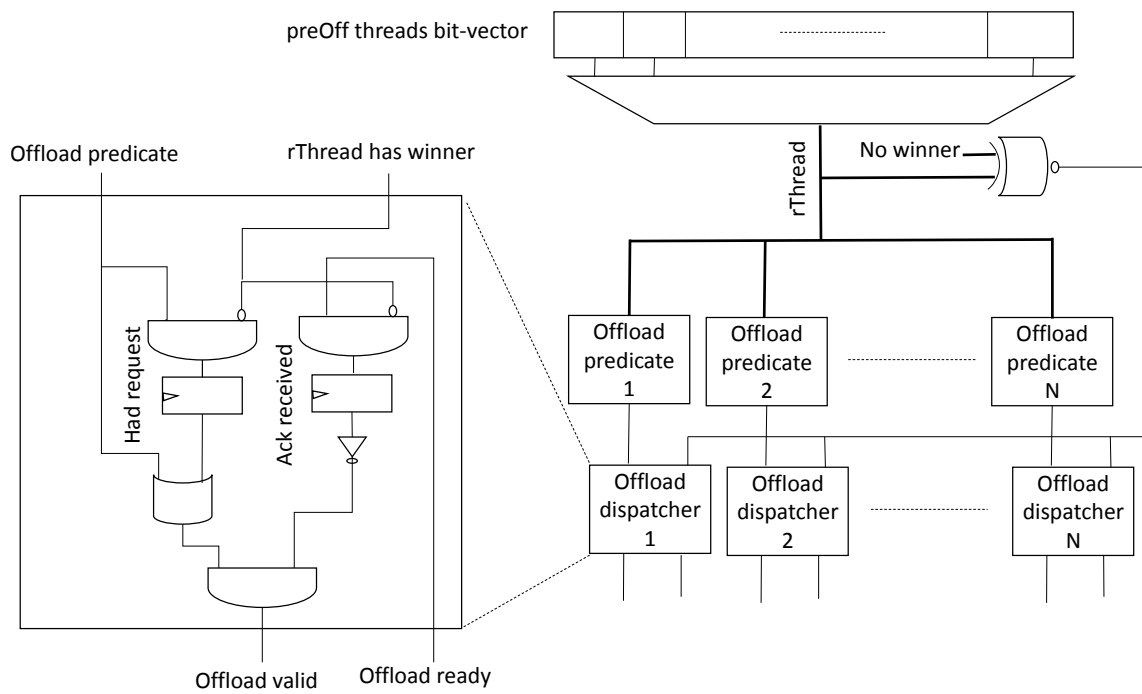 preOff threads bit-vector
Offload predicate
rThread has winner
No winner
rThread
Had request
Ack received
Offload
predicate
1
Offload
predicate
2
Offload
predicate
N
Offload
dispatcher
1
Offload
dispatcher
2
Offload
dispatcher
N
Offload valid
Offload ready